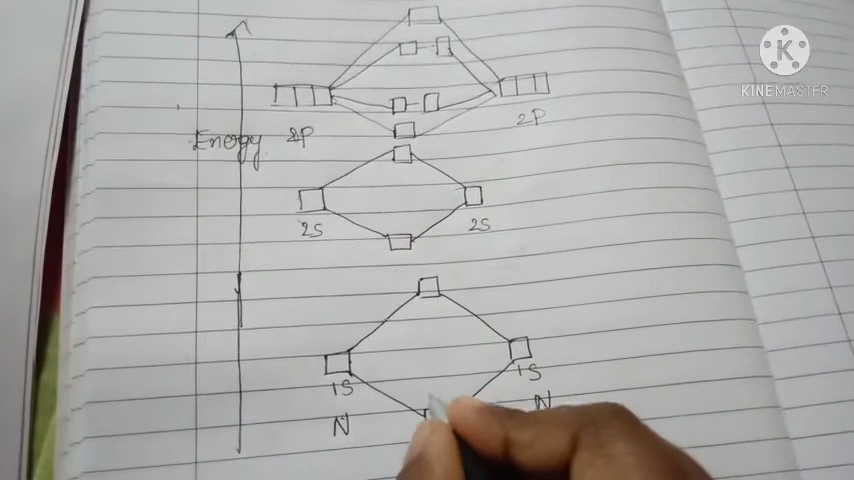 K
KINEMASTER
Energy 2P 2P
2S 2S
1S 1S
N N